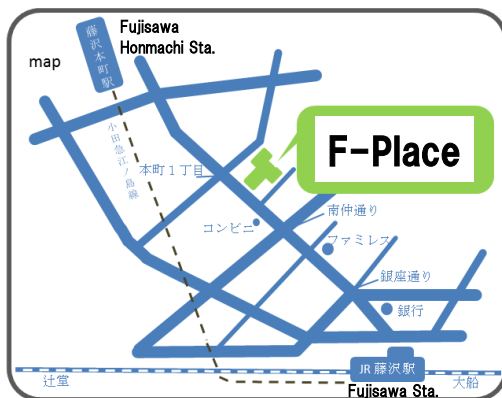 Fujisawa
Honmachi Sta.
藤沢本町駅
map
小田急江ノ島線
F-Place
本町１丁目
コンビニ
南仲通り
ファミレス
銀座通り
銀行
JR 藤沢駅
辻堂
大船
Fujisawa Sta.